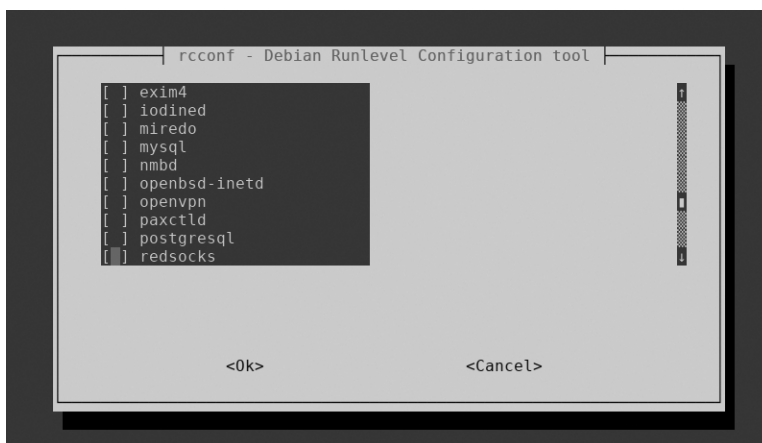 rcconf - Debian Runlevel Configuration tool
[ ] exim4
[ ] iodined
[ ] miredo
[ ] mysql
[ ] nmbd
[ ] openbsd-inetd
[ ] openvpn
[ ] paxctld
[ ] postgresql
[ ] redsocks
<Ok> <Cancel>